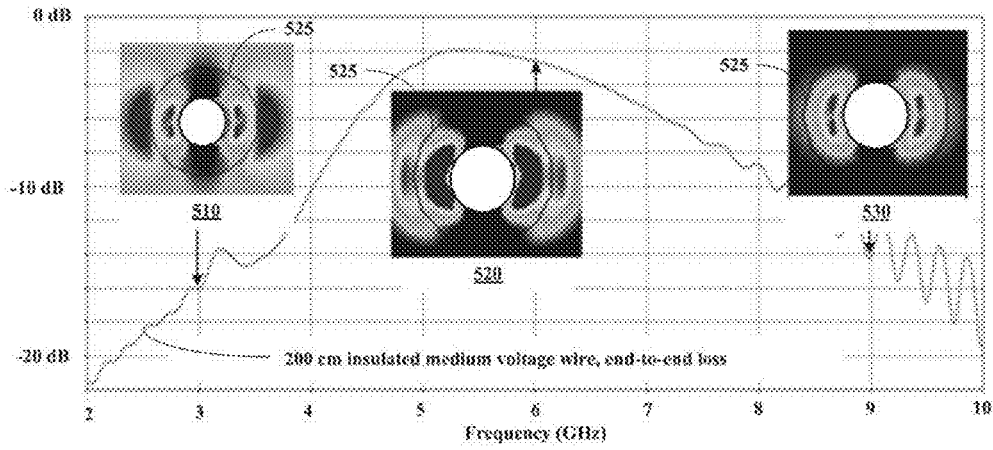 0 dB
525
525
525
-10 dB
510
520
530
-20 dB
200 cm insulated medium voltage wire, end-to-end loss
2 3 4 5 6 7 8 9 10
Frequency (GHz)